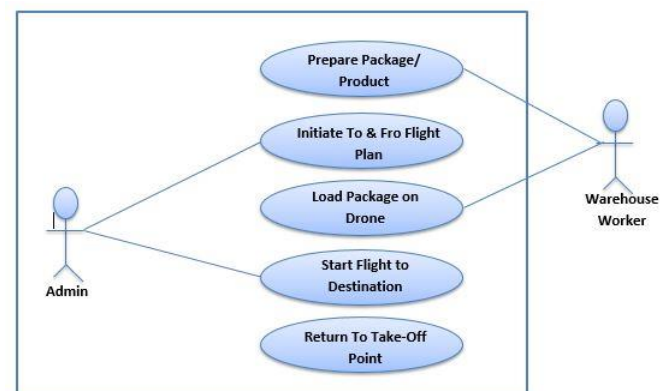 Prepare Package/
Product
Initiate To & Fro Flight
Plan
Load Package on
Drone
Warehouse
Worker
Start Flight to
Destination
Admin
Return To Take-Off
Point